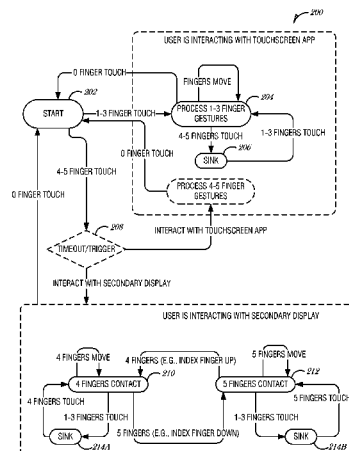 200
USER IS INTERACTING WITH TOUCHSCREEN APP
0 FINGER TOUCH
FINGERS MOVE
202
START
1-3 FINGER TOUCH
204
PROCESS 1-3 FINGER
GESTURES
4-5 FINGERS TOUCH
1-3 FINGERS TOUCH
206
SINK
0 FINGER TOUCH
4-5 FINGER TOUCH
PROCESS 4-5 FINGER
GESTURES
0 FINGER TOUCH
208
TIMEOUT/TRIGGER
INTERACT WITH TOUCHSCREEN APP
INTERACT WITH SECONDARY DISPLAY
USER IS INTERACTING WITH SECONDARY DISPLAY
4 FINGERS MOVE
4 FINGERS (E.G., INDEX FINGER UP)
5 FINGERS MOVE
210
212
4 FINGERS CONTACT
5 FINGERS CONTACT
4 FINGERS TOUCH
1-3 FINGERS TOUCH
1-3 FINGERS TOUCH
5 FINGERS TOUCH
5 FINGERS (E.G., INDEX FINGER DOWN)
SINK
SINK
214A
214B